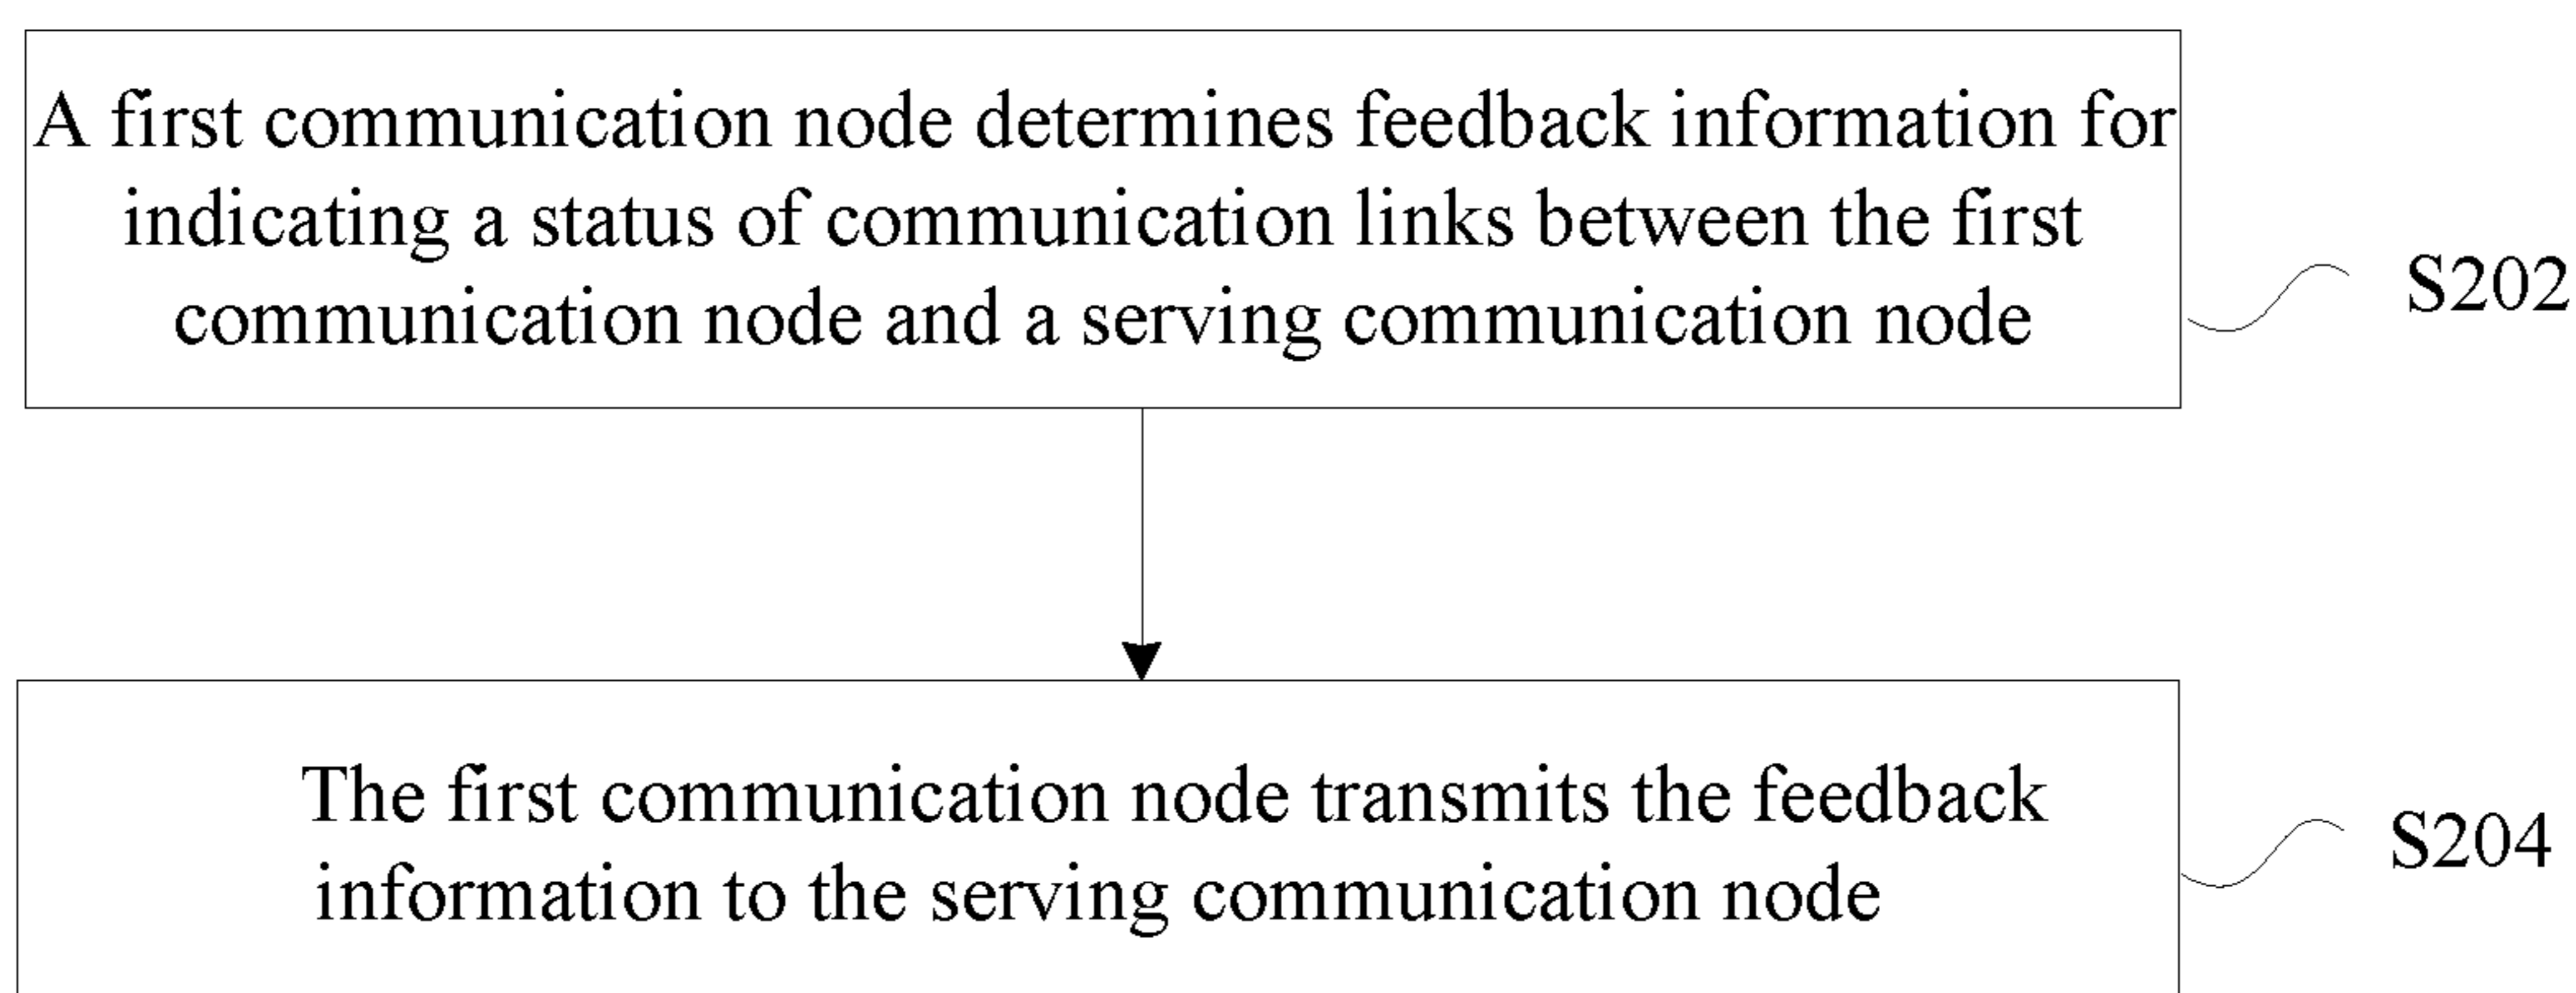 A first communication node determines feedback information for
indicating a status of communication links between the first
communication node and a serving communication node
S202
The first communication node transmits the feedback
information to the serving communication node
S204